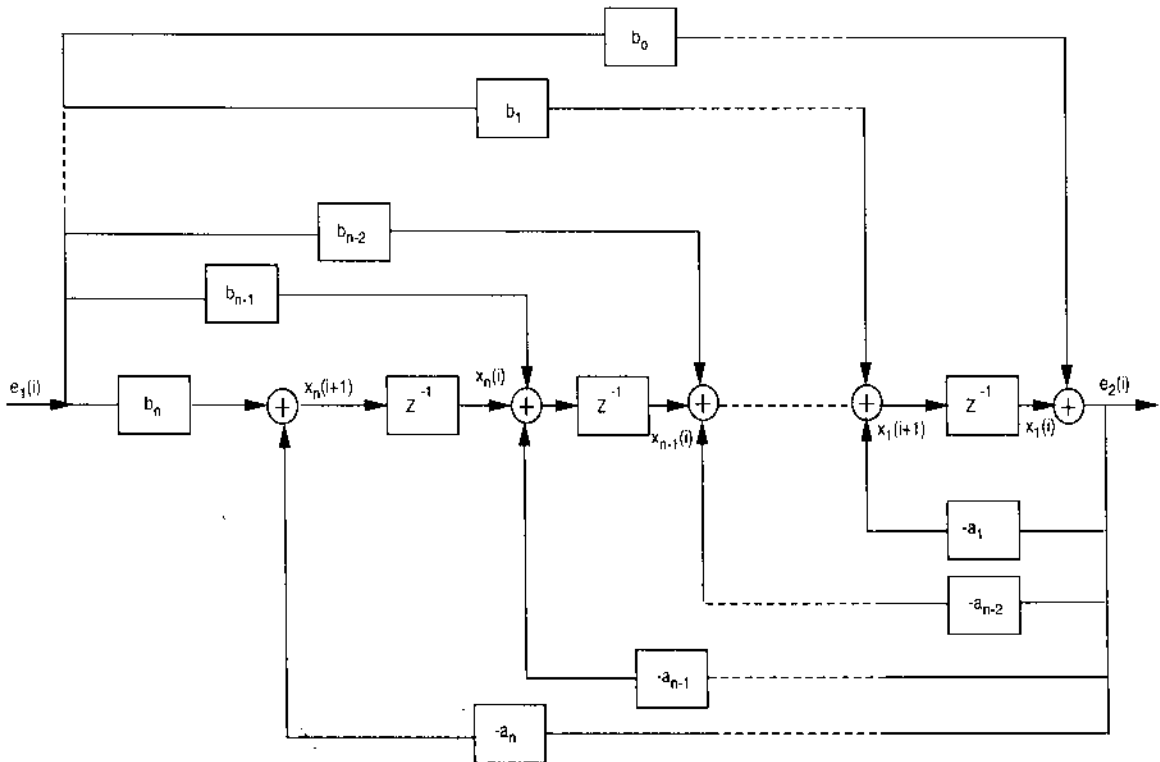 b₀
b₁
bₙ₋₂
bₙ₋₁
e₁(i) bₙ + xₙ(i+1) z⁻¹ xₙ(i) + z⁻¹ xₙ₋₁(i) + + x₁(i+1) z⁻¹ x₁(i) + e₂(i)
-a₁
-aₙ₋₂
-aₙ₋₁
-aₙ